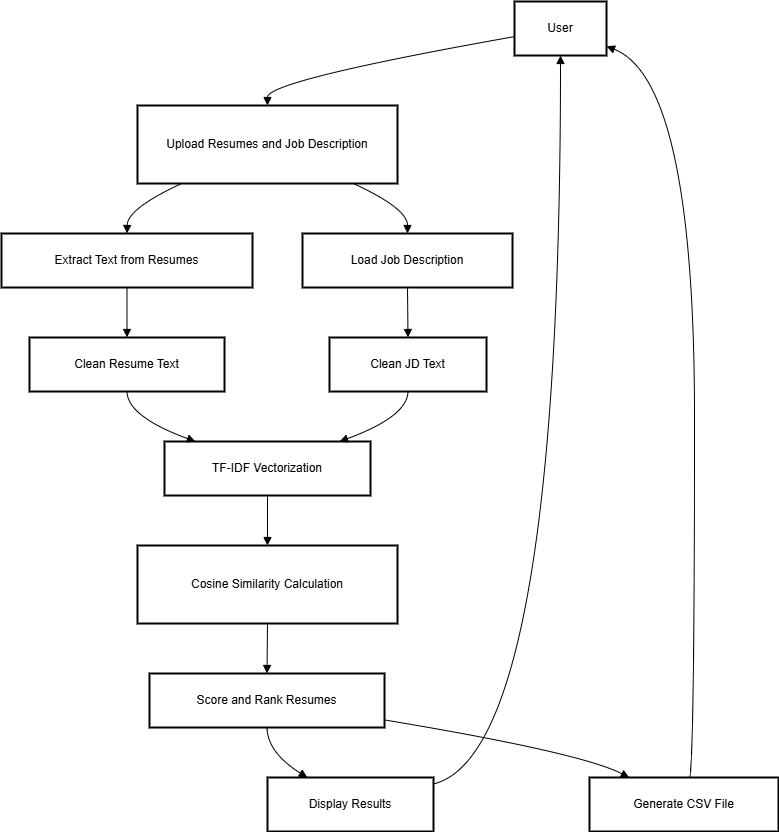 User
Upload Resumes and Job Description
Extract Text from Resumes
Load Job Description
Clean Resume Text
Clean JD Text
TF-IDF Vectorization
Cosine Similarity Calculation
Score and Rank Resumes
Display Results
Generate CSV File